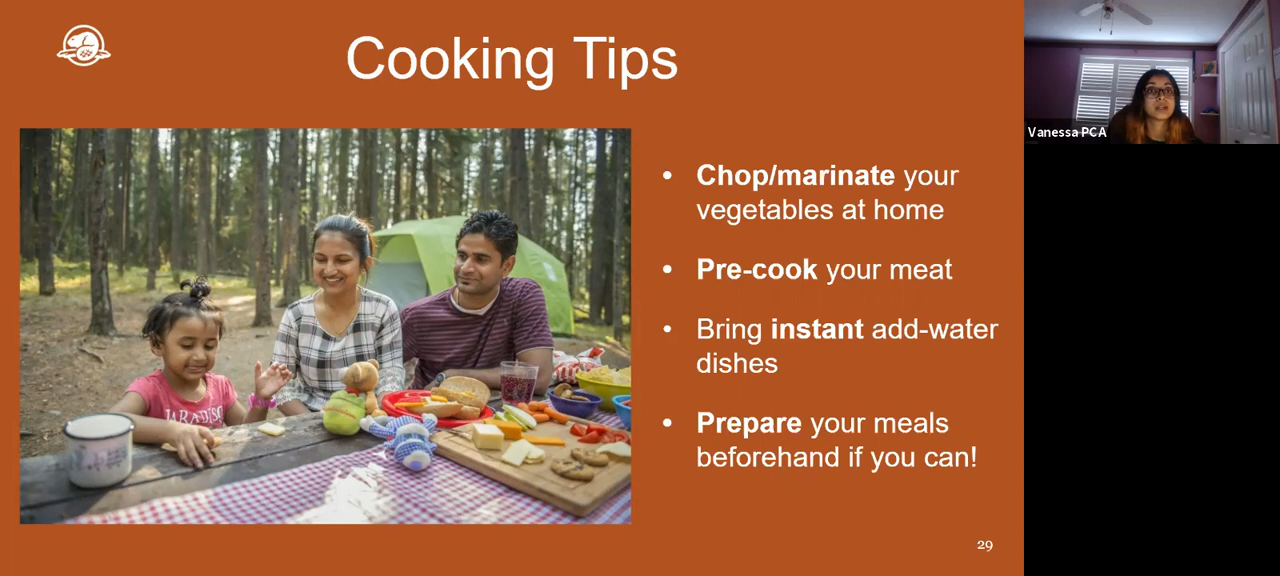 Cooking Tips
• Chop/marinate your
vegetables at home
• Pre-cook your meat
• Bring instant add-water
dishes
• Prepare your meals
beforehand if you can!
29
Vanessa PCA
PARADISE